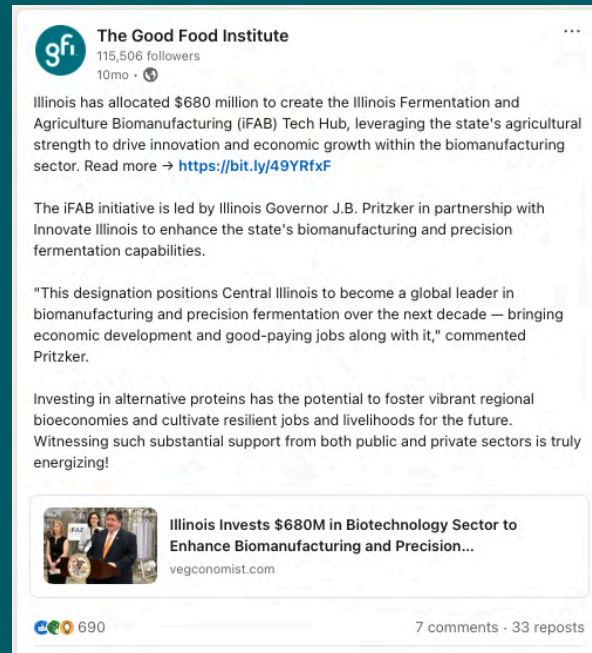 gfi
The Good Food Institute
...
115,506 followers
10mo •
Illinois has allocated $680 million to create the Illinois Fermentation and
Agriculture Biomanufacturing (iFAB) Tech Hub, leveraging the state's agricultural
strength to drive innovation and economic growth within the biomanufacturing
sector. Read more → https://bit.ly/49YRfxF
The iFAB initiative is led by Illinois Governor J.B. Pritzker in partnership with
Innovate Illinois to enhance the state's biomanufacturing and precision
fermentation capabilities.
"This designation positions Central Illinois to become a global leader in
biomanufacturing and precision fermentation over the next decade — bringing
economic development and good-paying jobs along with it," commented
Pritzker.
Investing in alternative proteins has the potential to foster vibrant regional
bioeconomies and cultivate resilient jobs and livelihoods for the future.
Witnessing such substantial support from both public and private sectors is truly
energizing!
iFAB
Illinois Invests $680M in Biotechnology Sector to
Enhance Biomanufacturing and Precision...
vegconomist.com
690
7 comments · 33 reposts